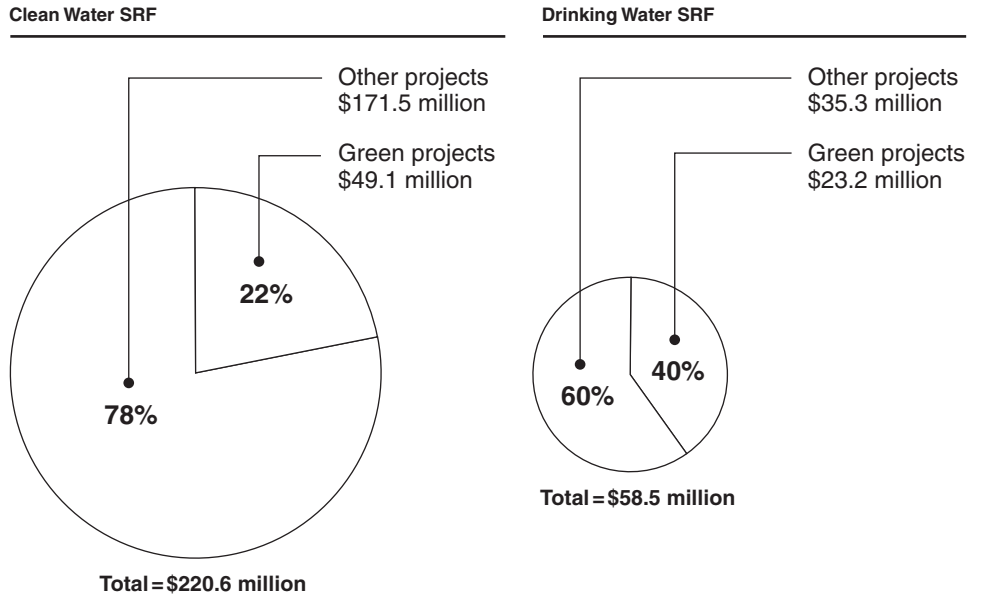 Clean Water SRF
Other projects
$171.5 million
Green projects
$49.1 million
22%
78%
Total=$220.6 million
Drinking Water SRF
Other projects
$35.3 million
Green projects
$23.2 million
40%
60%
Total=$58.5 million